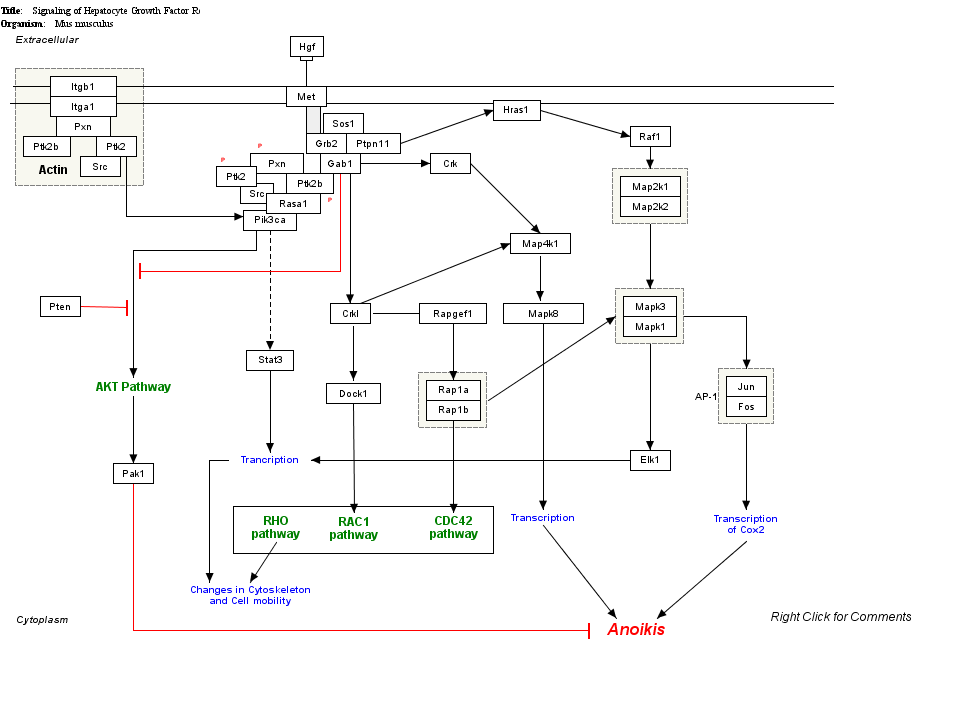 Title: Signaling of Hepatocyte Growth Factor
Organism: Mus musculus
Extracellular
Hgf
Itgb1
Itga1
Met
Pxn
Ptk2b
Ptk2
Src
Actin
Sos1
Grb2
Ptpn11
Hras1
Raf1
P
P
Pxn
Gab1
Crk
Ptk2
Ptk2b
Src
Rasa1
P
Pik3ca
Map2k1
Map2k2
Map4k1
Pten
Crkl
Rapgef1
Mapk8
Mapk3
Mapk1
Stat3
AKT Pathway
Dock1
Rap1a
Rap1b
AP-1
Jun
Fos
Pak1
Trancription
Elk1
RHO
pathway
RAC1
pathway
CDC42
pathway
Transcription
Transcription
of Cox2
Changes in Cytoskeleton
and Cell mobility
Cytoplasm
Anoikis
Right Click for Comments